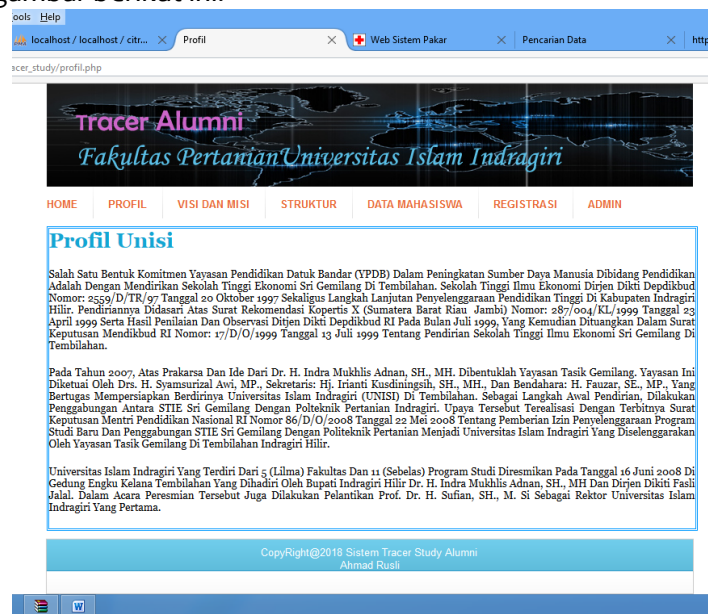 gambar berikut ini.
ools Help
localhost / localhost / citr...
Profil
Web Sistem Pakar
Pencarian Data
http
acer_study/profil.php
Tracer Alumni
Fakultas Pertanian Universitas Islam Indragiri
HOME PROFIL VISI DAN MISI STRUKTUR DATA MAHASISWA REGISTRASI ADMIN
Profil Unisi
Salah Satu Bentuk Komitmen Yayasan Pendidikan Datuk Bandar (YPDB) Dalam Peningkatan Sumber Daya Manusia Dibidang Pendidikan
Adalah Dengan Mendirikan Sekolah Tinggi Ekonomi Sri Gemilang Di Tembilahan. Sekolah Tinggi Ilmu Ekonomi Dirjen Dikti Depdikbud
Nomor: 2559/D/TR/97 Tanggal 20 Oktober 1997 Sekaligus Langkah Lanjutan Penyelenggaraan Pendidikan Tinggi Di Kabupaten Indragiri
Hilir. Pendiriannya Didasari Atas Surat Rekomendasi Kopertis X (Sumatera Barat Riau Jambi) Nomor: 287/004/KL/1999 Tanggal 23
April 1999 Serta Hasil Penilaian Dan Observasi Ditjen Dikti Depdikbud RI Pada Bulan Juli 1999, Yang Kemudian Dituangkan Dalam Surat
Keputusan Mendikbud RI Nomor: 17/D/O/1999 Tanggal 13 Juli 1999 Tentang Pendirian Sekolah Tinggi Ilmu Ekonomi Sri Gemilang Di
Tembilahan.
Pada Tahun 2007, Atas Prakarsa Dan Ide Dari Dr. H. Indra Mukhlis Adnan, SH., MH. Dibentuklah Yayasan Tasik Gemilang. Yayasan Ini
Diketuai Oleh Drs. H. Syamsurizal Awi, MP., Sekretaris: Hj. Irianti Kusdiningsih, SH., MH., Dan Bendahara: H. Fauzar, SE., MP., Yang
Bertugas Mempersiapkan Berdirinya Universitas Islam Indragiri (UNISI) Di Tembilahan. Sebagai Langkah Awal Pendirian, Dilakukan
Penggabungan Antara STIE Sri Gemilang Dengan Polteknik Pertanian Indragiri. Upaya Tersebut Terealisasi Dengan Terbitnya Surat
Keputusan Mentri Pendidikan Nasional RI Nomor 86/D/O/2008 Tanggal 22 Mei 2008 Tentang Pemberian Izin Penyelenggaraan Program
Studi Baru Dan Penggabungan STIE Sri Gemilang Dengan Politeknik Pertanian Menjadi Universitas Islam Indragiri Yang Diselenggarakan
Oleh Yayasan Tasik Gemilang Di Tembilahan Indragiri Hilir.
Universitas Islam Indragiri Yang Terdiri Dari 5 (Lilma) Fakultas Dan 11 (Sebelas) Program Studi Diresmikan Pada Tanggal 16 Juni 2008 Di
Gedung Engku Kelana Tembilahan Yang Dihadiri Oleh Bupati Indragiri Hilir Dr. H. Indra Mukhlis Adnan, SH., MH Dan Dirjen Dikiti Fasli
Jalal. Dalam Acara Peresmian Tersebut Juga Dilakukan Pelantikan Prof. Dr. H. Sufian, SH., M. Si Sebagai Rektor Universitas Islam
Indragiri Yang Pertama.
CopyRight@2018 Sistem Tracer Study Alumni
Ahmad Rusli